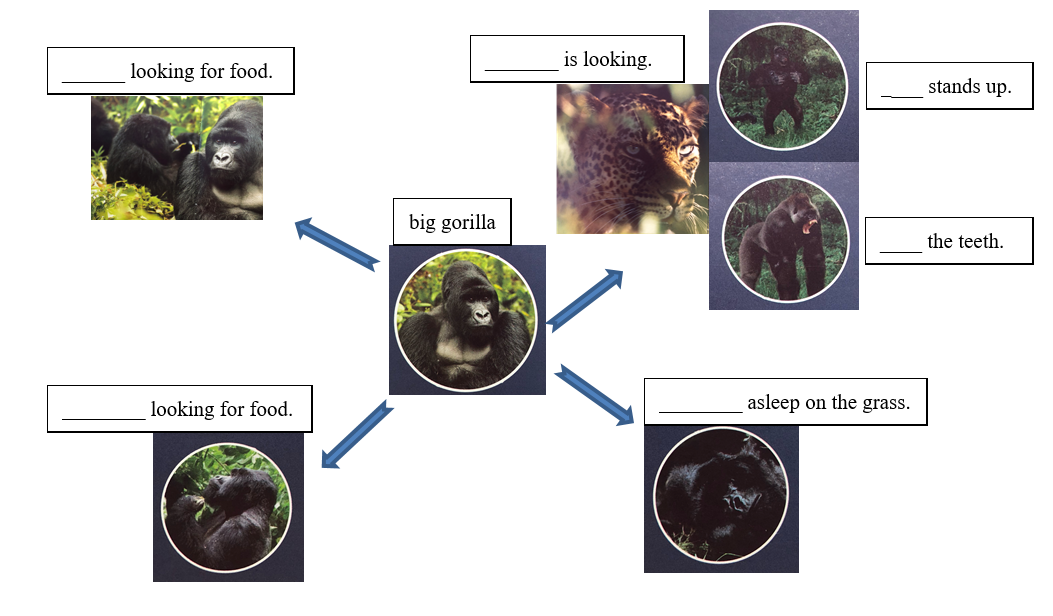 _______ looking for food.
________ is looking.
____ stands up.
big gorilla
____ the teeth.
________ looking for food.
________ asleep on the grass.